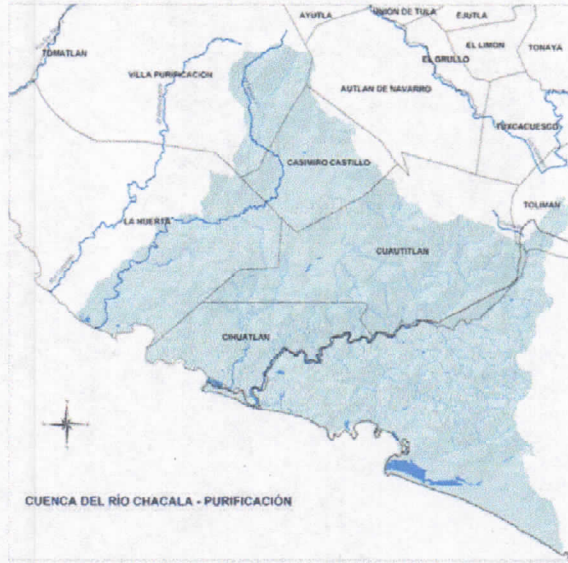 AYUTLA
UNIÓN DE TULA
EJUTLA
TOMATLAN
EL LIMON
TONAYA
EL GRULLO
VILLA PURIFICACION
AUTLAN DE NAVARRO
TUXCACUESCO
CASIMIRO CASTILLO
TOLIMAN
LA HUERTA
CUAUTITLAN
CIHUATLAN
CUENCA DEL RÍO CHACALA - PURIFICACIÓN